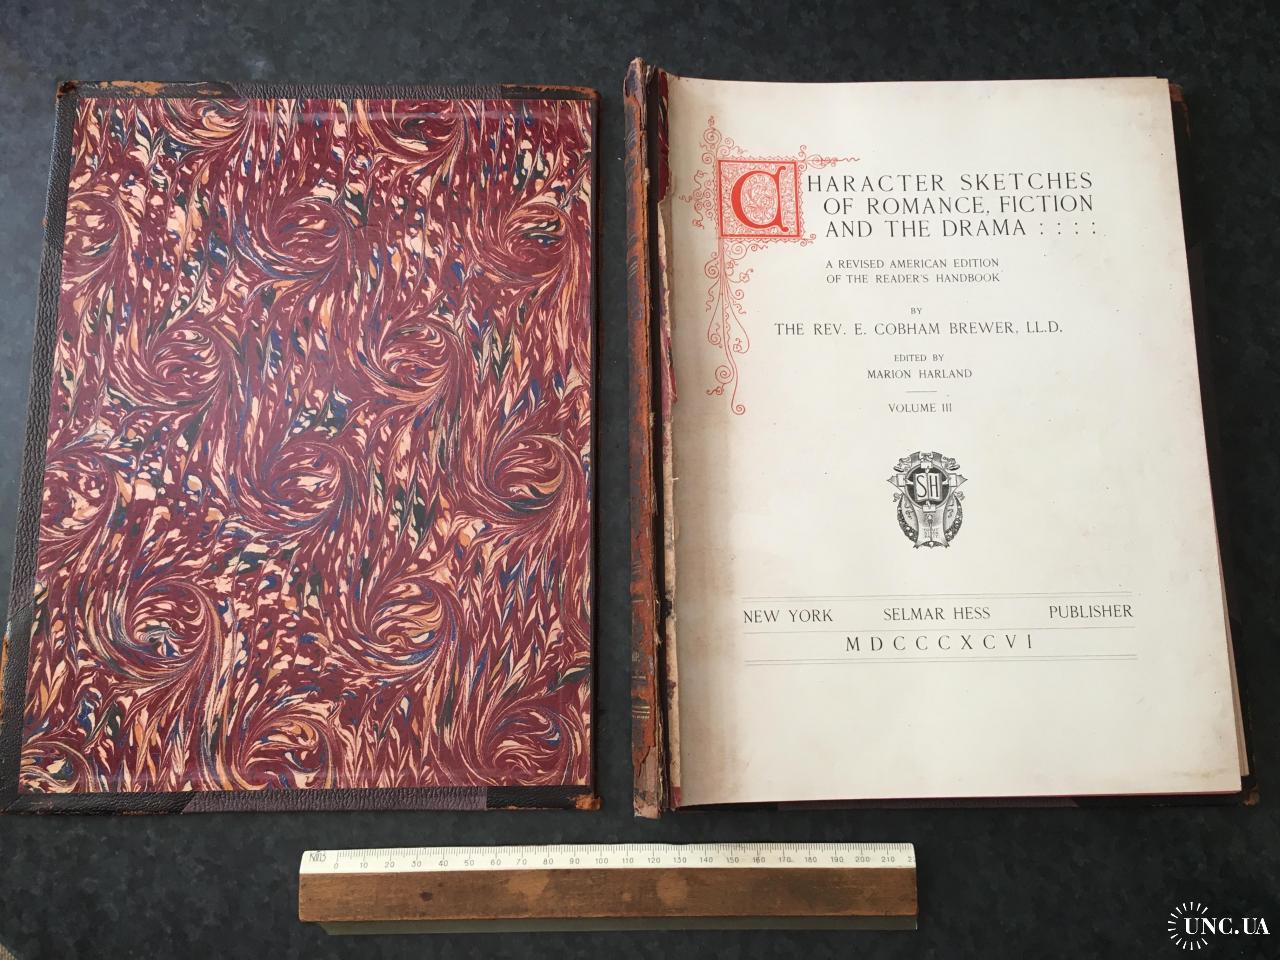 CHARACTER SKETCHES
OF ROMANCE, FICTION
AND THE DRAMA : : : :
A REVISED AMERICAN EDITION
OF THE READER'S HANDBOOK
BY
THE REV. E. COBHAM BREWER, LL.D.
EDITED BY
MARION HARLAND
VOLUME III
SH
NEW YORK SELMAR HESS PUBLISHER
MDCCCXCVI
0 10 20 30 40 50 60 70 80 90 100 110 120 130 140 150 160 170 180 190 200 210
UNC.UA